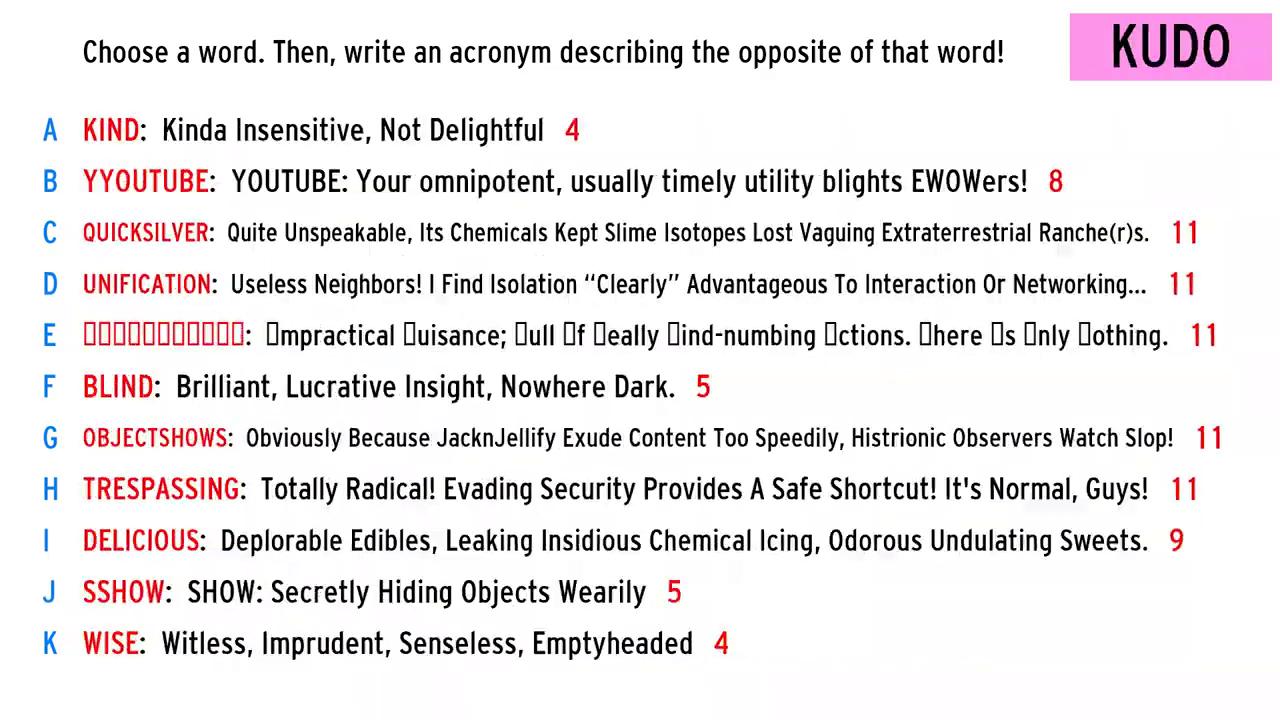 Choose a word. Then, write an acronym describing the opposite of that word!
KUDO
A KIND: Kinda Insensitive, Not Delightful 4
B YYOUTUBE: YOUTUBE: Your omnipotent, usually timely utility blights EWOWers! 8
C QUICKSILVER: Quite Unspeakable, Its Chemicals Kept Slime Isotopes Lost Vaguing Extraterrestrial Ranche(r)s. 11
D UNIFICATION: Useless Neighbors! I Find Isolation “Clearly” Advantageous To Interaction Or Networking... 11
E ▯▯▯▯▯▯▯▯▯▯▯: ▯mpractical ▯uisance; ▯ull ▯f ▯eally ▯ind-numbing ▯ctions. ▯here ▯s ▯nly ▯othing. 11
F BLIND: Brilliant, Lucrative Insight, Nowhere Dark. 5
G OBJECTSHOWS: Obviously Because JacknJellify Exude Content Too Speedily, Histrionic Observers Watch Slop! 11
H TRESPASSING: Totally Radical! Evading Security Provides A Safe Shortcut! It's Normal, Guys! 11
I DELICIOUS: Deplorable Edibles, Leaking Insidious Chemical Icing, Odorous Undulating Sweets. 9
J SSHOW: SHOW: Secretly Hiding Objects Wearily 5
K WISE: Witless, Imprudent, Senseless, Emptyheaded 4